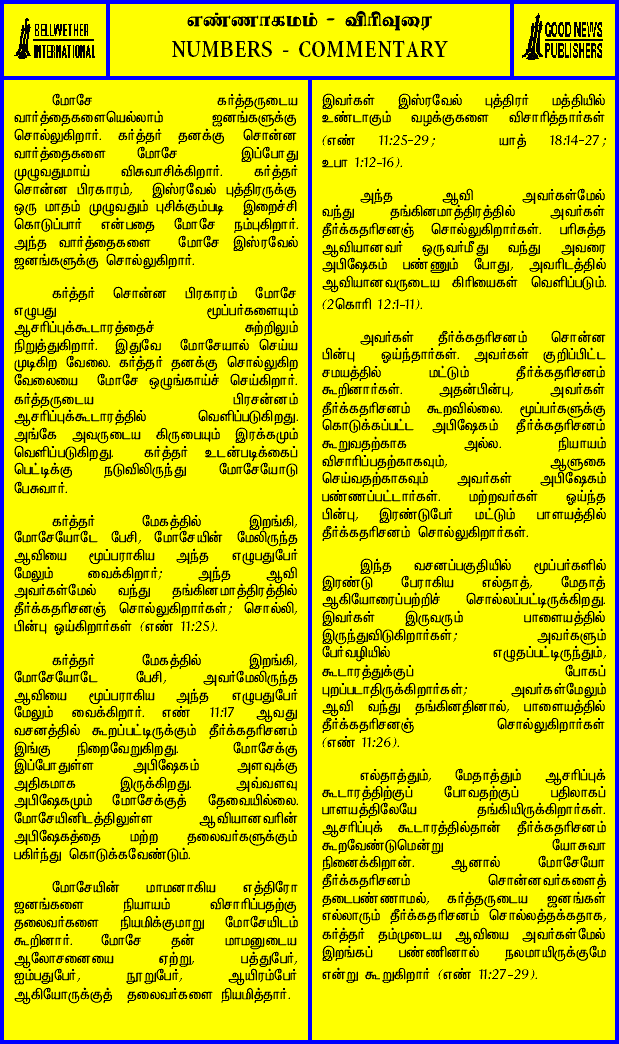 BELLWETHER
INTERNATIONAL
எண்ணாகமம் - விரிவுரை
NUMBERS - COMMENTARY
GOOD NEWS
PUBLISHERS
மோசே கர்த்தருடைய
வார்த்தைகளையெல்லாம் ஜனங்களுக்கு
சொல்லுகிறார். கர்த்தர் தனக்கு சொன்ன
வார்த்தைகளை மோசே இப்போது
முழுவதுமாய் விசுவாசிக்கிறார். கர்த்தர்
சொன்ன பிரகாரம், இஸ்ரவேல் புத்திரருக்கு
ஒரு மாதம் முழுவதும் புசிக்கும்படி இறைச்சி
கொடுப்பார் என்பதை மோசே நம்புகிறார்.
அந்த வார்த்தைகளை மோசே இஸ்ரவேல்
ஜனங்களுக்கு சொல்லுகிறார்.
கர்த்தர் சொன்ன பிரகாரம் மோசே
எழுபது மூப்பர்களையும்
ஆசரிப்புக்கூடாரத்தைச் சுற்றிலும்
நிறுத்துகிறார். இதுவே மோசேயால் செய்ய
முடிகிற வேலை. கர்த்தர் தனக்கு சொல்லுகிற
வேலையை மோசே ஒழுங்காய்ச் செய்கிறார்.
கர்த்தருடைய பிரசன்னம்
ஆசரிப்புக்கூடாரத்தில் வெளிப்படுகிறது.
அங்கே அவருடைய கிருபையும் இரக்கமும்
வெளிப்படுகிறது. கர்த்தர் உடன்படிக்கைப்
பெட்டிக்கு நடுவிலிருந்து மோசேயோடு
பேசுவார்.
கர்த்தர் மேகத்தில் இறங்கி,
மோசேயோடே பேசி, மோசேயின் மேலிருந்த
ஆவியை மூப்பராகிய அந்த எழுபதுபேர்
மேலும் வைக்கிறார்; அந்த ஆவி
அவர்கள்மேல் வந்து தங்கினமாத்திரத்தில்
தீர்க்கதரிசனஞ் சொல்லுகிறார்கள்; சொல்லி,
பின்பு ஓய்கிறார்கள் (எண் 11:25).
கர்த்தர் மேகத்தில் இறங்கி,
மோசேயோடே பேசி, அவர்மேலிருந்த
ஆவியை மூப்பராகிய அந்த எழுபதுபேர்
மேலும் வைக்கிறார். எண் 11:17 ஆவது
வசனத்தில் கூறப்பட்டிருக்கும் தீர்க்கதரிசனம்
இங்கு நிறைவேறுகிறது. மோசேக்கு
இப்போதுள்ள அபிஷேகம் அளவுக்கு
அதிகமாக இருக்கிறது. அவ்வளவு
அபிஷேகமும் மோசேக்குத் தேவையில்லை.
மோசேயினிடத்திலுள்ள ஆவியானவரின்
அபிஷேகத்தை மற்ற தலைவர்களுக்கும்
பகிர்ந்து கொடுக்கவேண்டும்.
மோசேயின் மாமனாகிய எத்திரோ
ஜனங்களை நியாயம் விசாரிப்பதற்கு
தலைவர்களை நியமிக்குமாறு மோசேயிடம்
கூறினார். மோசே தன் மாமனுடைய
ஆலோசனையை ஏற்று, பத்துபேர்,
ஐம்பதுபேர், நூறுபேர், ஆயிரம்பேர்
ஆகியோருக்குத் தலைவர்களை நியமித்தார்.
இவர்கள் இஸ்ரவேல் புத்திரர் மத்தியில்
உண்டாகும் வழக்குகளை விசாரித்தார்கள்
(எண் 11:25-29; யாத் 18:14-27;
உபா 1:12-16).
அந்த ஆவி அவர்கள்மேல்
வந்து தங்கினமாத்திரத்தில் அவர்கள்
தீர்க்கதரிசனஞ் சொல்லுகிறார்கள். பரிசுத்த
ஆவியானவர் ஒருவர்மீது வந்து அவரை
அபிஷேகம் பண்ணும் போது, அவரிடத்தில்
ஆவியானவருடைய கிரியைகள் வெளிப்படும்.
(2கொரி 12:1-11).
அவர்கள் தீர்க்கதரிசனம் சொன்ன
பின்பு ஓய்ந்தார்கள். அவர்கள் குறிப்பிட்ட
சமயத்தில் மட்டும் தீர்க்கதரிசனம்
கூறினார்கள். அதன்பின்பு, அவர்கள்
தீர்க்கதரிசனம் கூறவில்லை. மூப்பர்களுக்கு
கொடுக்கப்பட்ட அபிஷேகம் தீர்க்கதரிசனம்
கூறுவதற்காக அல்ல. நியாயம்
விசாரிப்பதற்காகவும், ஆளுகை
செய்வதற்காகவும் அவர்கள் அபிஷேகம்
பண்ணப்பட்டார்கள். மற்றவர்கள் ஓய்ந்த
பின்பு, இரண்டுபேர் மட்டும் பாளயத்தில்
தீர்க்கதரிசனம் சொல்லுகிறார்கள்.
இந்த வசனப்பகுதியில் மூப்பர்களில்
இரண்டு பேராகிய எல்தாத், மேதாத்
ஆகியோரைப்பற்றிச் சொல்லப்பட்டிருக்கிறது.
இவர்கள் இருவரும் பாளையத்தில்
இருந்துவிடுகிறார்கள்; அவர்களும்
பேர்வழியில் எழுதப்பட்டிருந்தும்,
கூடாரத்துக்குப் போகப்
புறப்படாதிருக்கிறார்கள்; அவர்கள்மேலும்
ஆவி வந்து தங்கினதினால், பாளையத்தில்
தீர்க்கதரிசனஞ் சொல்லுகிறார்கள்
(எண் 11:26).
எல்தாத்தும், மேதாத்தும் ஆசரிப்புக்
கூடாரத்திற்குப் போவதற்குப் பதிலாகப்
பாளயத்திலேயே தங்கியிருக்கிறார்கள்.
ஆசரிப்புக் கூடாரத்தில்தான் தீர்க்கதரிசனம்
கூறவேண்டுமென்று யோசுவா
நினைக்கிறான். ஆனால் மோசேயோ
தீர்க்கதரிசனம் சொன்னவர்களைத்
தடைபண்ணாமல், கர்த்தருடைய ஜனங்கள்
எல்லாரும் தீர்க்கதரிசனம் சொல்லத்தக்கதாக,
கர்த்தர் தம்முடைய ஆவியை அவர்கள்மேல்
இறங்கப் பண்ணினால் நலமாயிருக்குமே
என்று கூறுகிறார் (எண் 11:27-29).